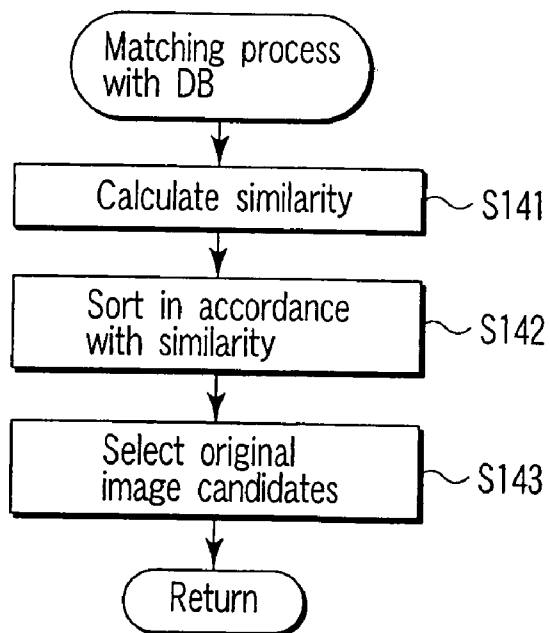 Matching process
with DB
Calculate similarity
S141
Sort in accordance
with similarity
S142
Select original
image candidates
S143
Return